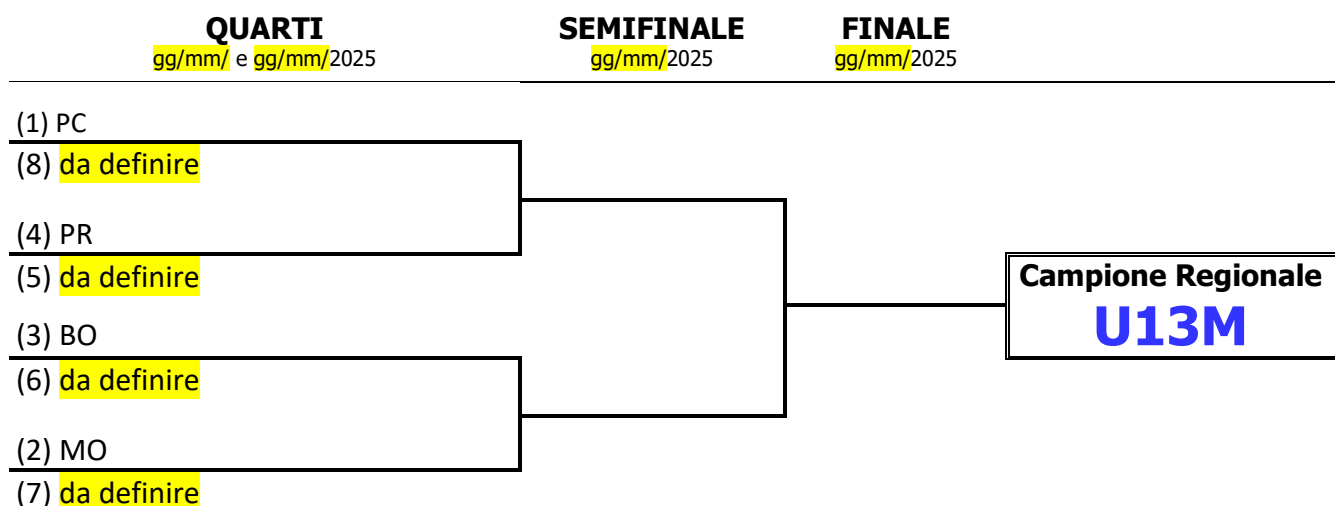 QUARTI SEMIFINALE FINALE
gg/mm/ e gg/mm/2025 gg/mm/2025 gg/mm/2025
(1) PC
(8) da definire
(4) PR
(5) da definire
Campione Regionale
U13M
(3) BO
(6) da definire
(2) MO
(7) da definire